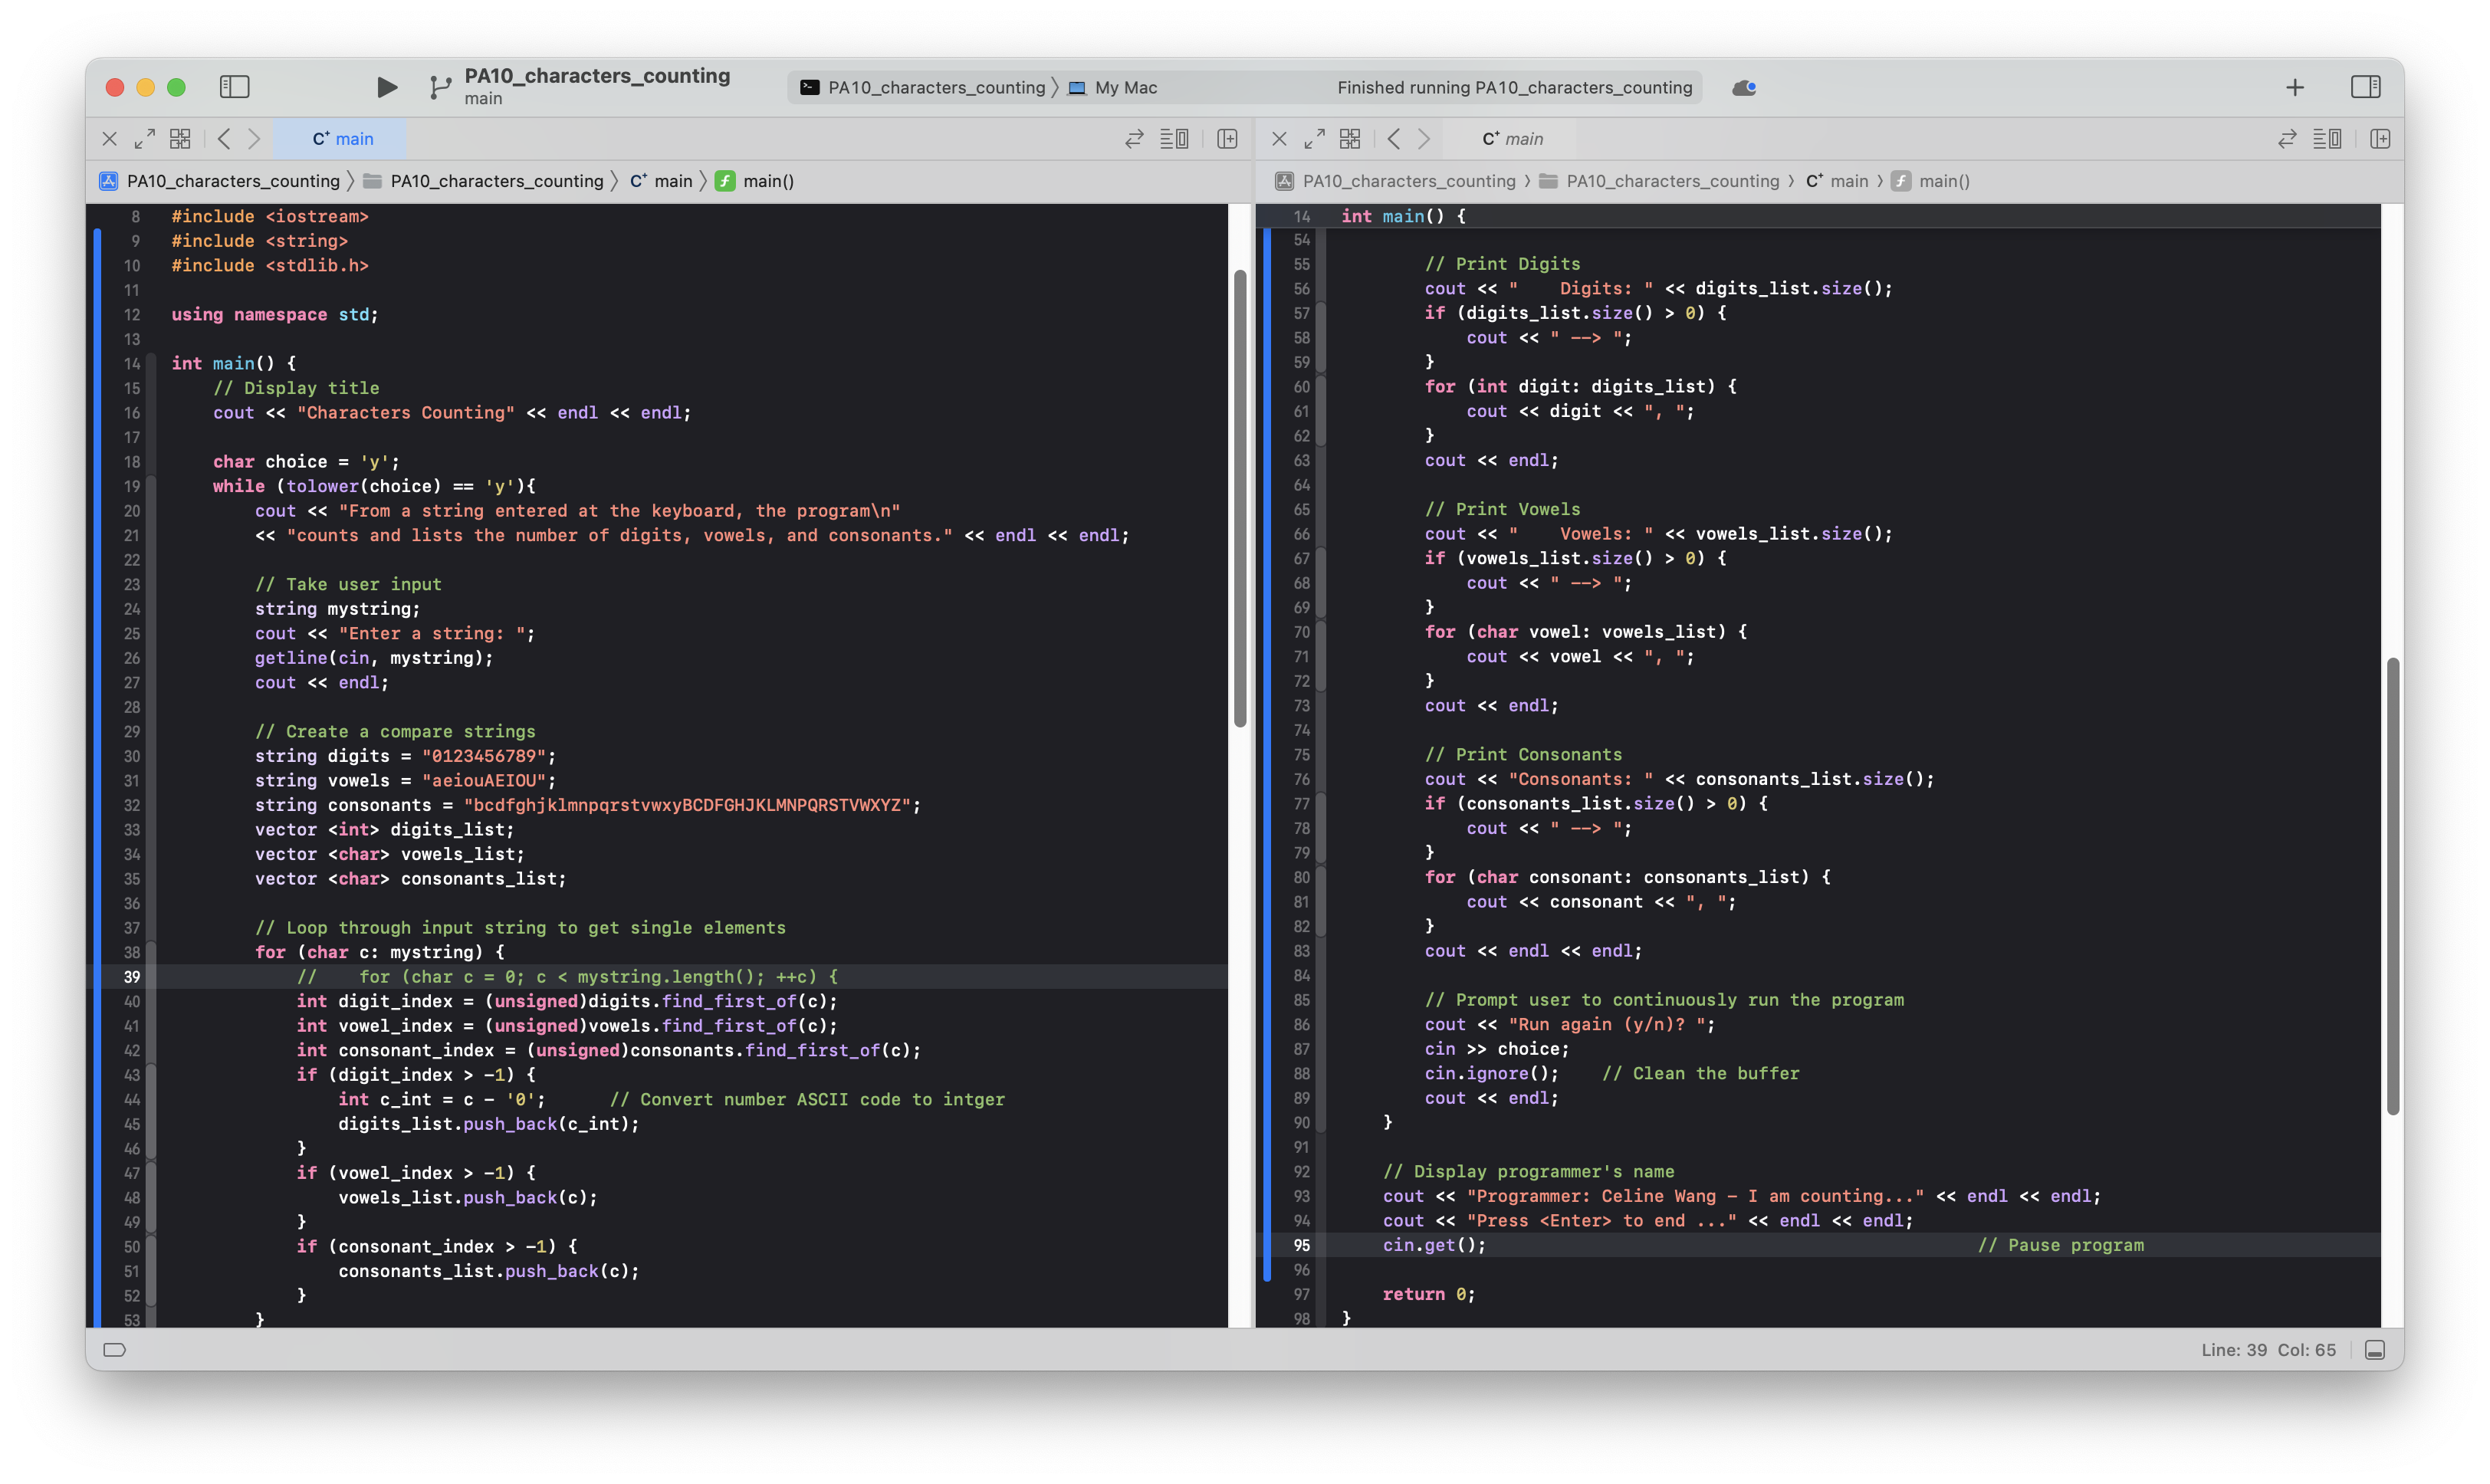 PA10_characters_counting
main
PA10_characters_counting 〉 My Mac
Finished running PA10_characters_counting
C+ main
PA10_characters_counting 〉 PA10_characters_counting 〉 C+ main 〉 f main()
8 #include <iostream>
9 #include <string>
10 #include <stdlib.h>
11
12 using namespace std;
13
14 int main() {
15     // Display title
16     cout << "Characters Counting" << endl << endl;
17
18     char choice = 'y';
19     while (tolower(choice) == 'y'){
20         cout << "From a string entered at the keyboard, the program\n"
21         << "counts and lists the number of digits, vowels, and consonants." << endl << endl;
22
23         // Take user input
24         string mystring;
25         cout << "Enter a string: ";
26         getline(cin, mystring);
27         cout << endl;
28
29         // Create a compare strings
30         string digits = "0123456789";
31         string vowels = "aeiouAEIOU";
32         string consonants = "bcdfghjklmnpqrstvwxyBCDFGHJKLMNPQRSTVWXYZ";
33         vector <int> digits_list;
34         vector <char> vowels_list;
35         vector <char> consonants_list;
36
37         // Loop through input string to get single elements
38         for (char c: mystring) {
39             //    for (char c = 0; c < mystring.length(); ++c) {
40             int digit_index = (unsigned)digits.find_first_of(c);
41             int vowel_index = (unsigned)vowels.find_first_of(c);
42             int consonant_index = (unsigned)consonants.find_first_of(c);
43             if (digit_index > -1) {
44                 int c_int = c - '0';      // Convert number ASCII code to intger
45                 digits_list.push_back(c_int);
46             }
47             if (vowel_index > -1) {
48                 vowels_list.push_back(c);
49             }
50             if (consonant_index > -1) {
51                 consonants_list.push_back(c);
52             }
53         }
C+ main
PA10_characters_counting › PA10_characters_counting › C+ main › f main()
14 int main() {
54
55         // Print Digits
56         cout << "    Digits: " << digits_list.size();
57         if (digits_list.size() > 0) {
58             cout << " --> ";
59         }
60         for (int digit: digits_list) {
61             cout << digit << ", ";
62         }
63         cout << endl;
64
65         // Print Vowels
66         cout << "    Vowels: " << vowels_list.size();
67         if (vowels_list.size() > 0) {
68             cout << " --> ";
69         }
70         for (char vowel: vowels_list) {
71             cout << vowel << ", ";
72         }
73         cout << endl;
74
75         // Print Consonants
76         cout << "Consonants: " << consonants_list.size();
77         if (consonants_list.size() > 0) {
78             cout << " --> ";
79         }
80         for (char consonant: consonants_list) {
81             cout << consonant << ", ";
82         }
83         cout << endl << endl;
84
85         // Prompt user to continuously run the program
86         cout << "Run again (y/n)? ";
87         cin >> choice;
88         cin.ignore();    // Clean the buffer
89         cout << endl;
90     }
91
92     // Display programmer's name
93     cout << "Programmer: Celine Wang - I am counting..." << endl << endl;
94     cout << "Press <Enter> to end ..." << endl << endl;
95     cin.get();                                                // Pause program
96
97     return 0;
98 }
Line: 39 Col: 65